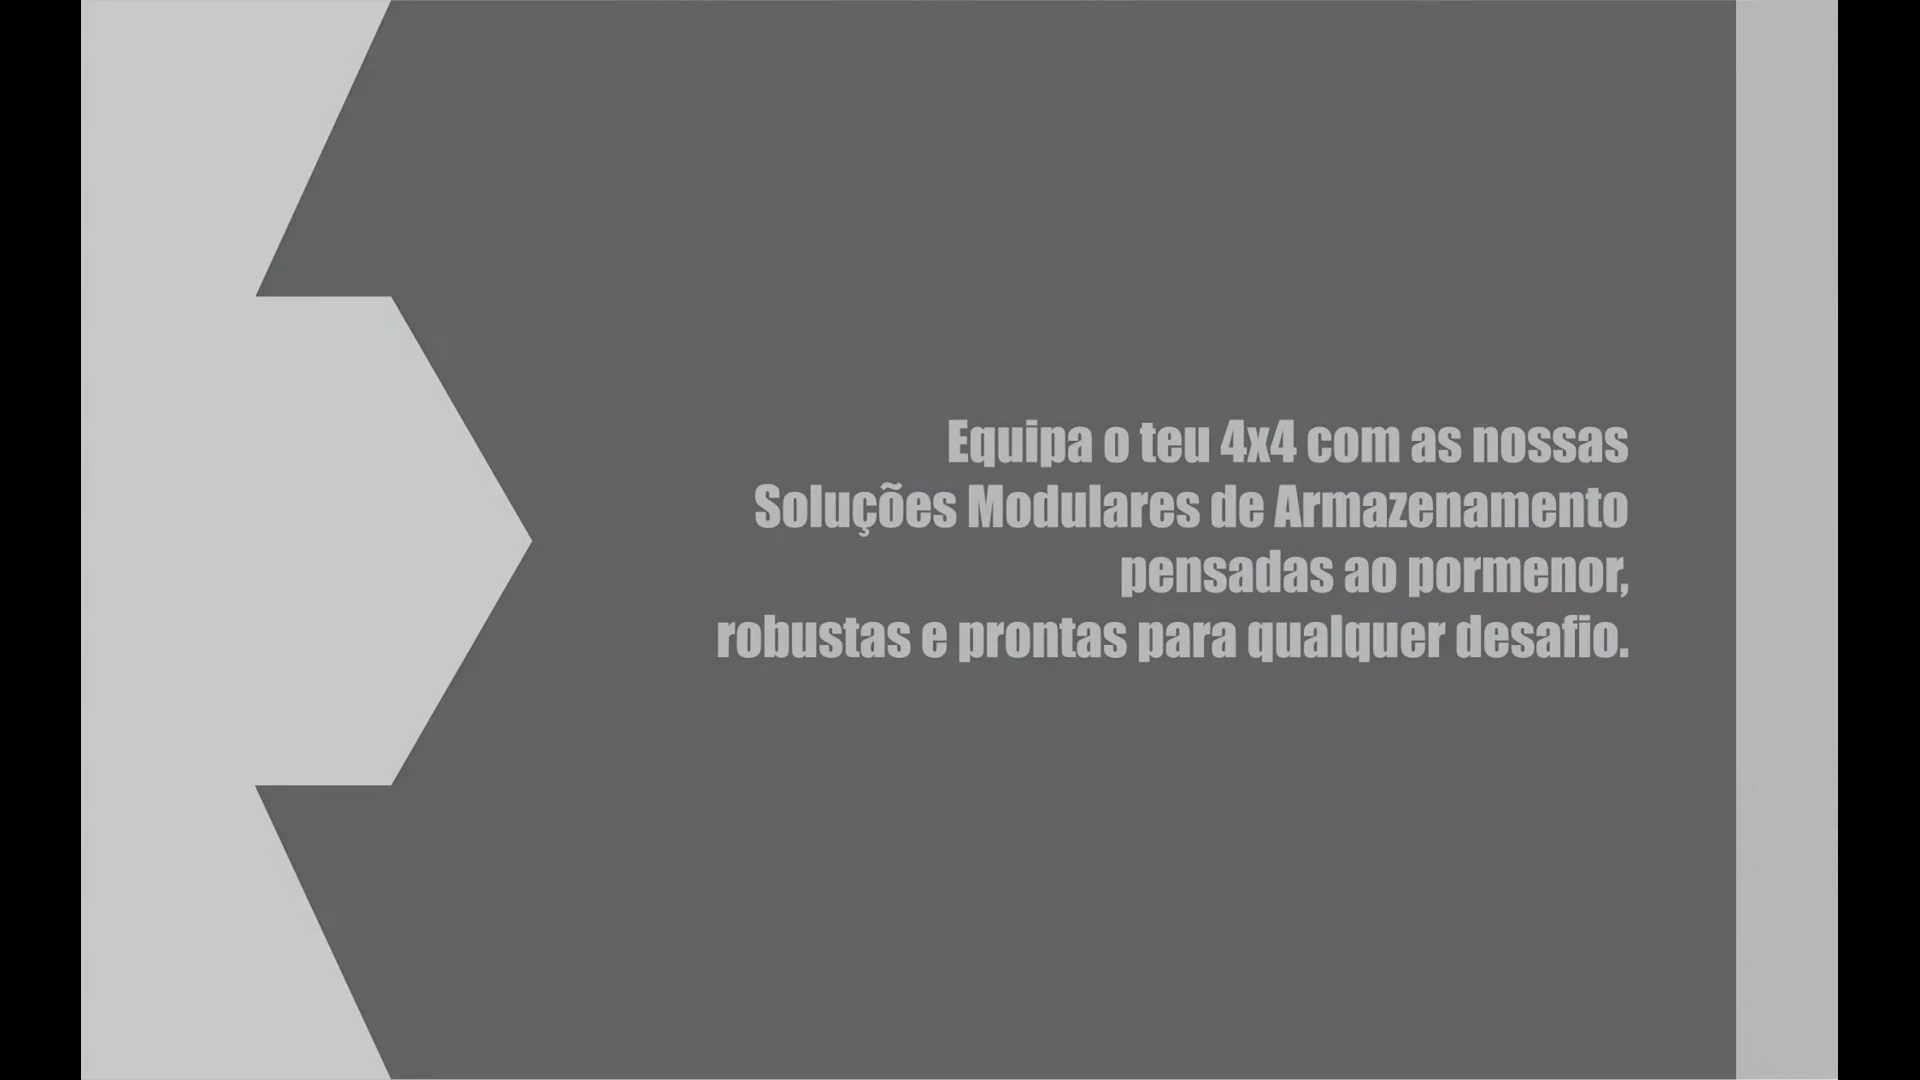 Equipa o teu 4x4 com as nossas
Soluções Modulares de Armazenamento
pensadas ao pormenor,
robustas e prontas para qualquer desafio.